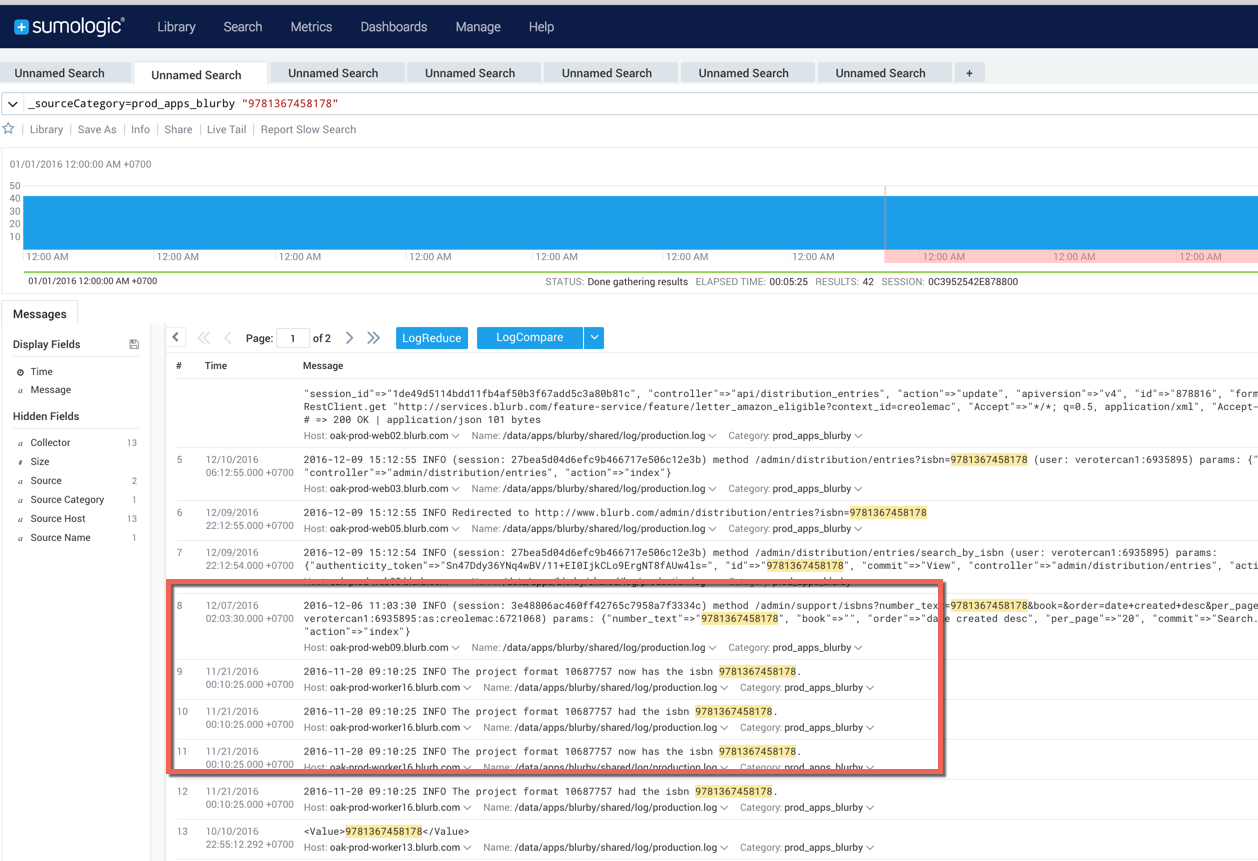 sumologic
Library Search Metrics Dashboards Manage Help
Unnamed Search Unnamed Search Unnamed Search Unnamed Search Unnamed Search Unnamed Search Unnamed Search +
_sourceCategory=prod_apps_blurby "9781367458178"
Library | Save As | Info | Share | Live Tail | Report Slow Search
01/01/2016 12:00:00 AM +0700
50
40
30
20
10
12:00 AM 12:00 AM 12:00 AM 12:00 AM 12:00 AM 12:00 AM 12:00 AM 12:00 AM 12:00 AM 12:00 AM
01/01/2016 12:00:00 AM +0700 STATUS: Done gathering results ELAPSED TIME: 00:05:25 RESULTS: 42 SESSION: 0C3952542E878800
Messages
Display Fields
Time
a Message
Hidden Fields
a Collector 13
# Size
a Source 2
a Source Category 1
a Source Host 13
a Source Name 1
Page: 1 of 2 LogReduce LogCompare
# Time Message
"session_id"=>"1de49d5114bdd11fb4af50b3f67add5c3a80b81c", "controller"=>"api/distribution_entries", "action"=>"update", "apiversion"=>"v4", "id"=>"878816", "form
RestClient.get "http://services.blurb.com/feature-service/feature/letter_amazon_eligible?context_id=creolemac", "Accept"=>"*/*; q=0.5, application/xml", "Accept-
# => 200 OK | application/json 101 bytes
Host: oak-prod-web02.blurb.com Name: /data/apps/blurby/shared/log/production.log Category: prod_apps_blurby
5 12/10/2016 2016-12-09 15:12:55 INFO (session: 27bea5d04d6efc9b466717e506c12e3b) method /admin/distribution/entries?isbn=9781367458178 (user: verotercan1:6935895) params: {"
06:12:55.000 +0700 "controller"=>"admin/distribution/entries", "action"=>"index"}
Host: oak-prod-web03.blurb.com Name: /data/apps/blurby/shared/log/production.log Category: prod_apps_blurby
6 12/09/2016 2016-12-09 15:12:55 INFO Redirected to http://www.blurb.com/admin/distribution/entries?isbn=9781367458178
22:12:55.000 +0700 Host: oak-prod-web05.blurb.com Name: /data/apps/blurby/shared/log/production.log Category: prod_apps_blurby
7 12/09/2016 2016-12-09 15:12:54 INFO (session: 27bea5d04d6efc9b466717e506c12e3b) method /admin/distribution/entries/search_by_isbn (user: verotercan1:6935895) params:
22:12:54.000 +0700 {"authenticity_token"=>"Sn47Ddy36YNq4wBV/11+EI0IjkCLo9ErgNT8fAUw4ls=", "id"=>"9781367458178", "commit"=>"View", "controller"=>"admin/distribution/entries", "acti
8 12/07/2016 2016-12-06 11:03:30 INFO (session: 3e48806ac460ff42765c7958a7f3334c) method /admin/support/isbns?number_text=9781367458178&book=&order=date+created+desc&per_page
02:03:30.000 +0700 verotercan1:6935895:as:creolemac:6721068) params: {"number_text"=>"9781367458178", "book"=>"", "order"=>"date created desc", "per_page"=>"20", "commit"=>"Search.
"action"=>"index"}
Host: oak-prod-web09.blurb.com Name: /data/apps/blurby/shared/log/production.log Category: prod_apps_blurby
9 11/21/2016 2016-11-20 09:10:25 INFO The project format 10687757 now has the isbn 9781367458178.
00:10:25.000 +0700 Host: oak-prod-worker16.blurb.com Name: /data/apps/blurby/shared/log/production.log Category: prod_apps_blurby
10 11/21/2016 2016-11-20 09:10:25 INFO The project format 10687757 had the isbn 9781367458178.
00:10:25.000 +0700 Host: oak-prod-worker16.blurb.com Name: /data/apps/blurby/shared/log/production.log Category: prod_apps_blurby
11 11/21/2016 2016-11-20 09:10:25 INFO The project format 10687757 now has the isbn 9781367458178.
00:10:25.000 +0700 Host: oak-prod-worker16.blurb.com Name: /data/apps/blurby/shared/log/production.log Category: prod_apps_blurby
12 11/21/2016 2016-11-20 09:10:25 INFO The project format 10687757 had the isbn 9781367458178.
00:10:25.000 +0700 Host: oak-prod-worker16.blurb.com Name: /data/apps/blurby/shared/log/production.log Category: prod_apps_blurby
13 10/10/2016 <Value>9781367458178</Value>
22:55:12.292 +0700 Host: oak-prod-worker13.blurb.com Name: /data/apps/blurby/shared/log/production.log Category: prod_apps_blurby